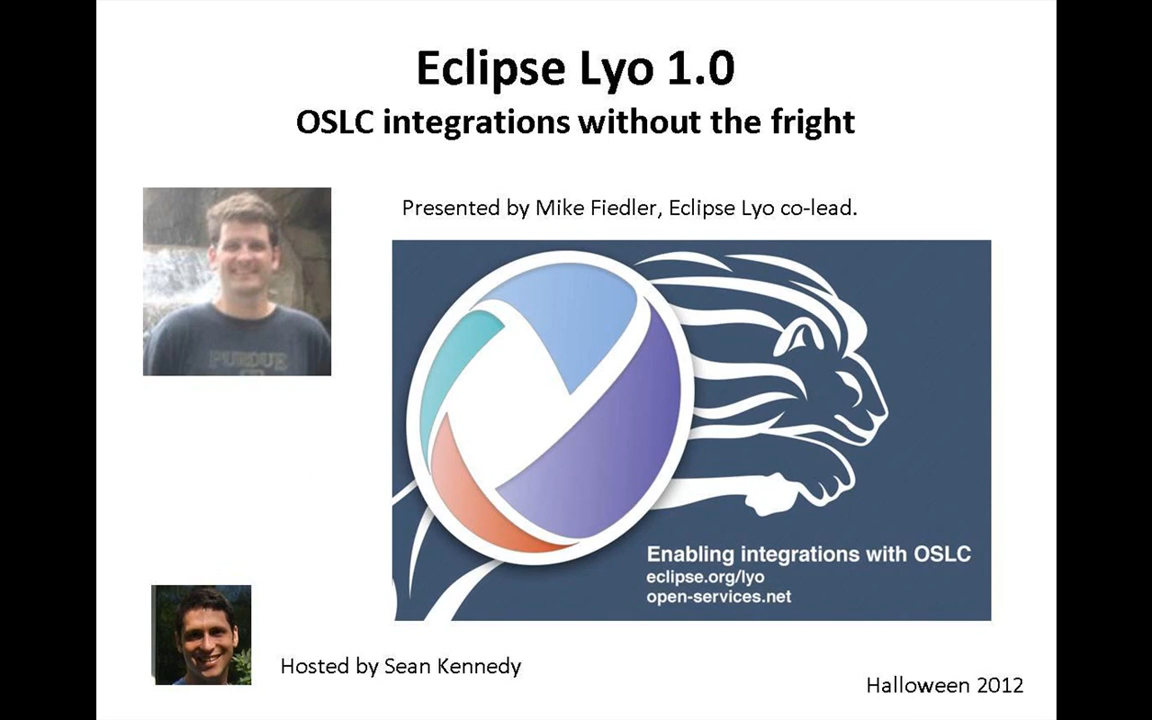 Eclipse Lyo 1.0
OSLC integrations without the fright
Presented by Mike Fiedler, Eclipse Lyo co-lead.
PURDUE
Enabling integrations with OSLC
eclipse.org/lyo
open-services.net
Hosted by Sean Kennedy
Halloween 2012